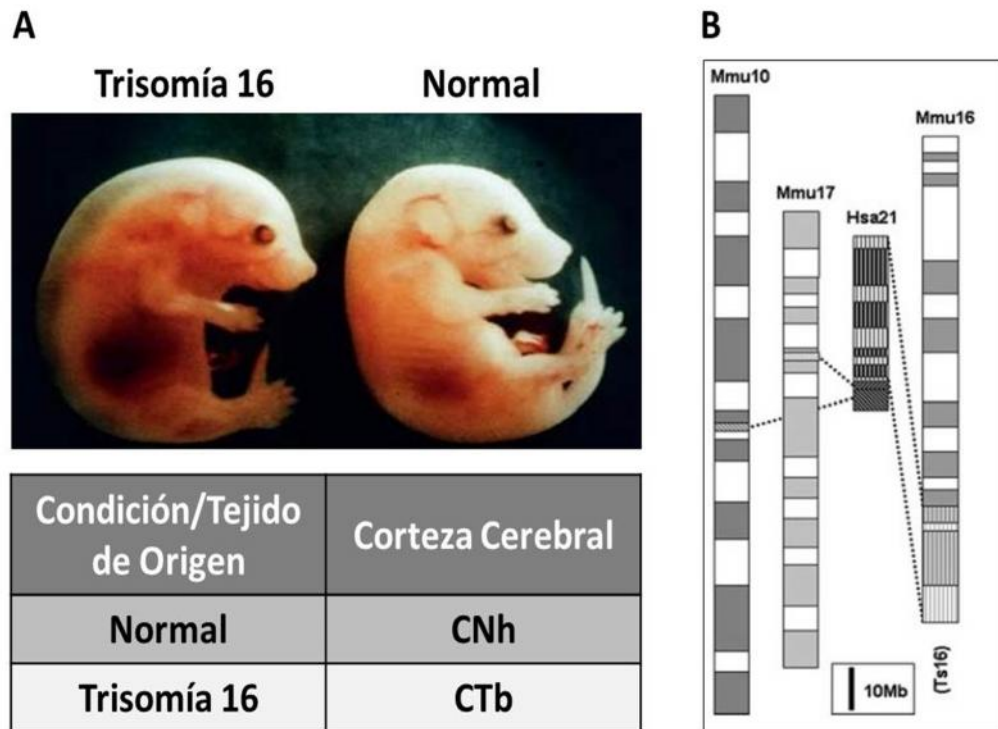 A
Trisomía 16 Normal
Condición/Tejido
de Origen
Corteza Cerebral
Normal CNh
Trisomía 16 CTb
B
Mmu10
Mmu16
Mmu17
Hsa21
(Ts16)
10Mb